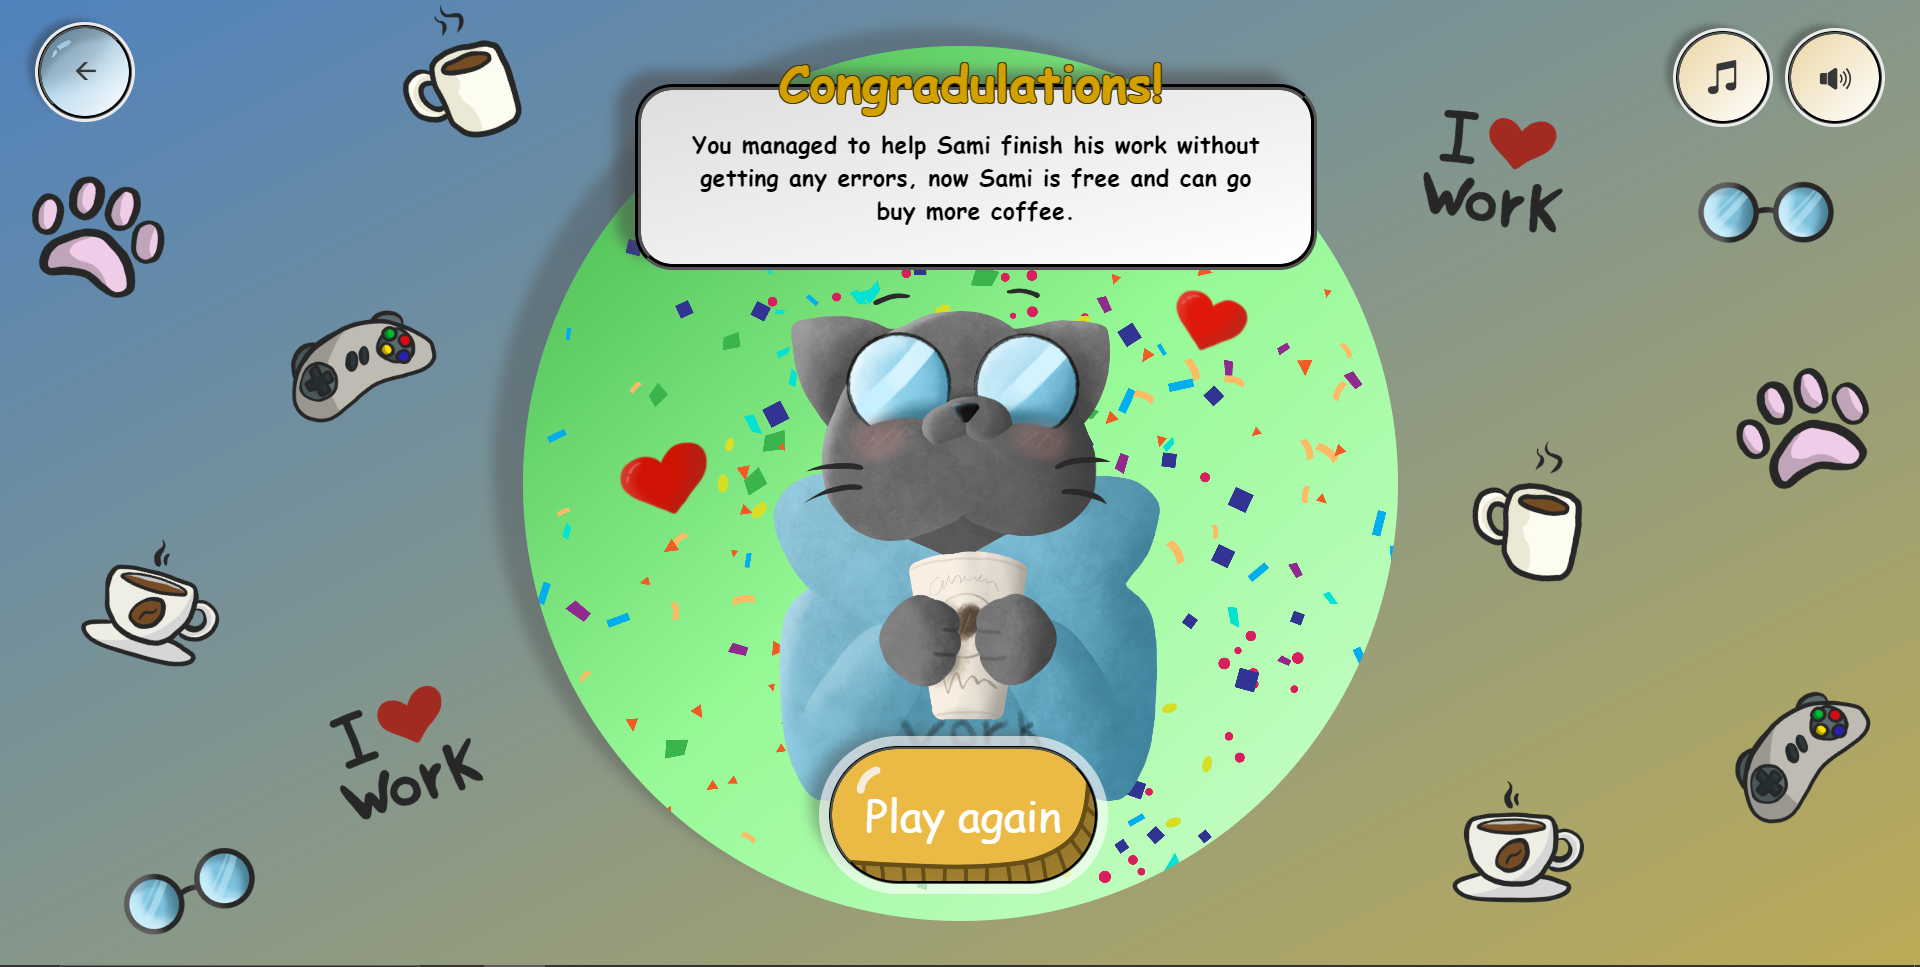 Congradulations!
You managed to help Sami finish his work without
getting any errors, now Sami is free and can go
buy more coffee.
I
Work
I
Work
work
Play again